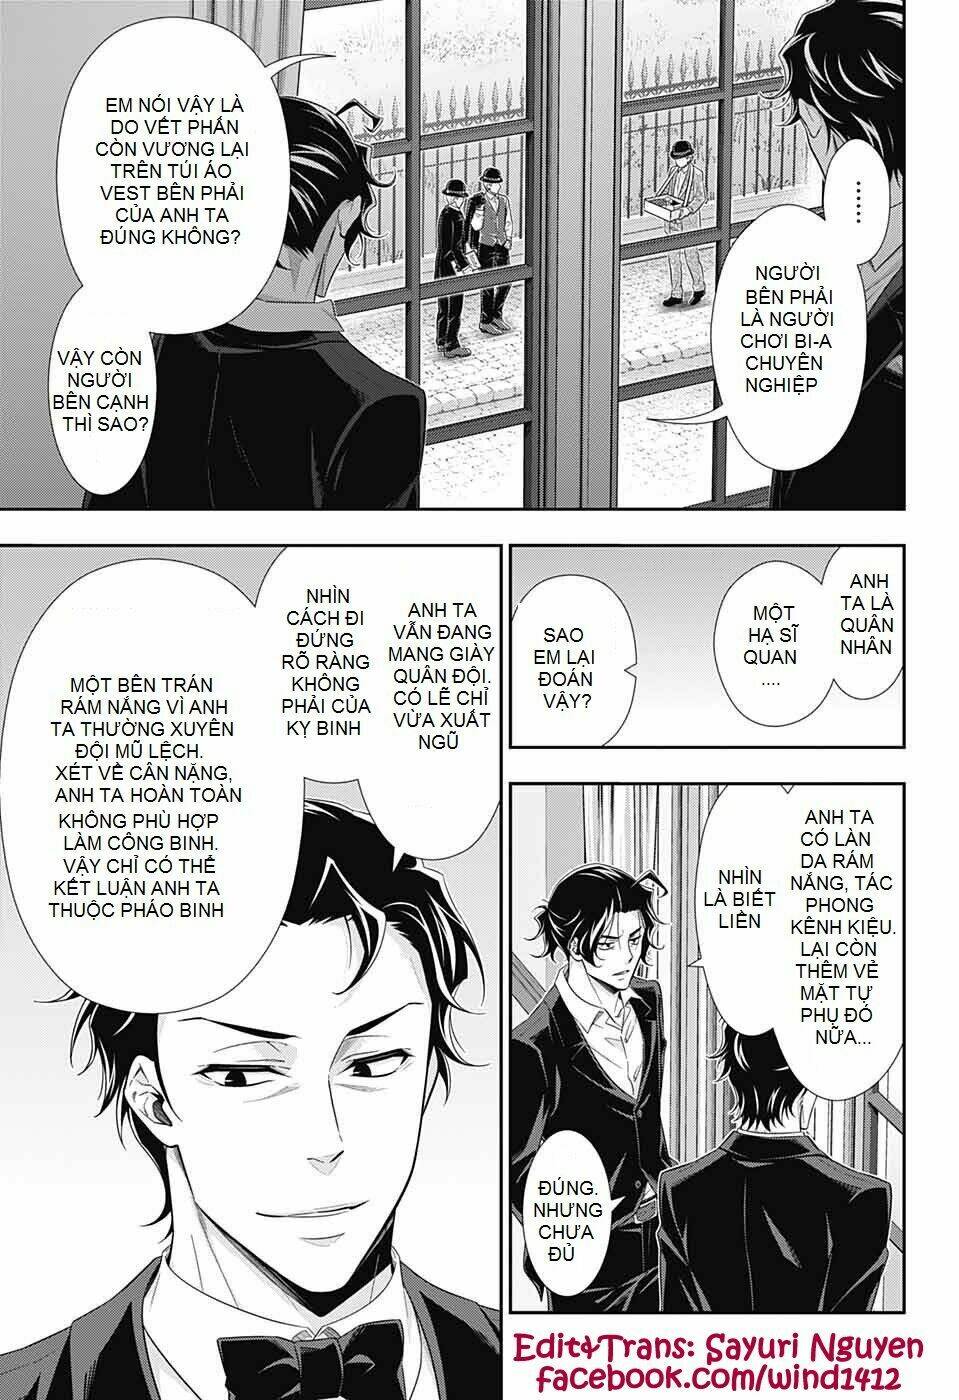 ......
NGƯỜI
BÊN PHẢI
LÀ NGƯỜI
CHƠI BI-A
CHUYÊN
NGHIỆP
EM NÓI VẬY LÀ
DO VẾT PHẤN
CÒN VƯƠNG LẠI
TRÊN TÚI ÁO
VEST BÊN PHẢI
CỦA ANH TA
ĐÚNG KHÔNG?
VẬY CÒN
NGƯỜI
BÊN CẠNH
THÌ SAO?
ANH
TA LÀ
QUÂN
NHÂN
MỘT
HẠ SĨ
QUAN
....
SAO
EM LẠI
ĐOÁN
VẬY?
ANH TA
CÓ LÀN
DA RÁM
NẮNG, TÁC
PHONG
KÊNH KIỆU.
LẠI CÒN
THÊM VẺ
MẶT TỰ
PHỤ ĐÓ
NỮA...
NHÌN
LÀ BIẾT
LIỀN
ĐÚNG.
NHƯNG
CHƯA
ĐỦ
ANH TA
VẪN ĐANG
MANG GIÀY
QUÂN ĐỘI.
CÓ LẼ CHỈ
VỪA XUẤT
NGŨ
NHÌN
CÁCH ĐI
ĐỨNG
RÕ RÀNG
KHÔNG
PHẢI CỦA
KỴ BINH
MỘT BÊN TRÁN
RÁM NẮNG VÌ ANH
TA THƯỜNG XUYÊN
ĐỘI MŨ LỆCH.
XÉT VỀ CÂN NẶNG,
ANH TA HOÀN TOÀN
KHÔNG PHÙ HỢP
LÀM CÔNG BINH.
VẬY CHỈ CÓ THỂ
KẾT LUẬN ANH TA
THUỘC PHÁO BINH
Edit&Trans: Sayuri Nguyen
facebook.com/wind1412